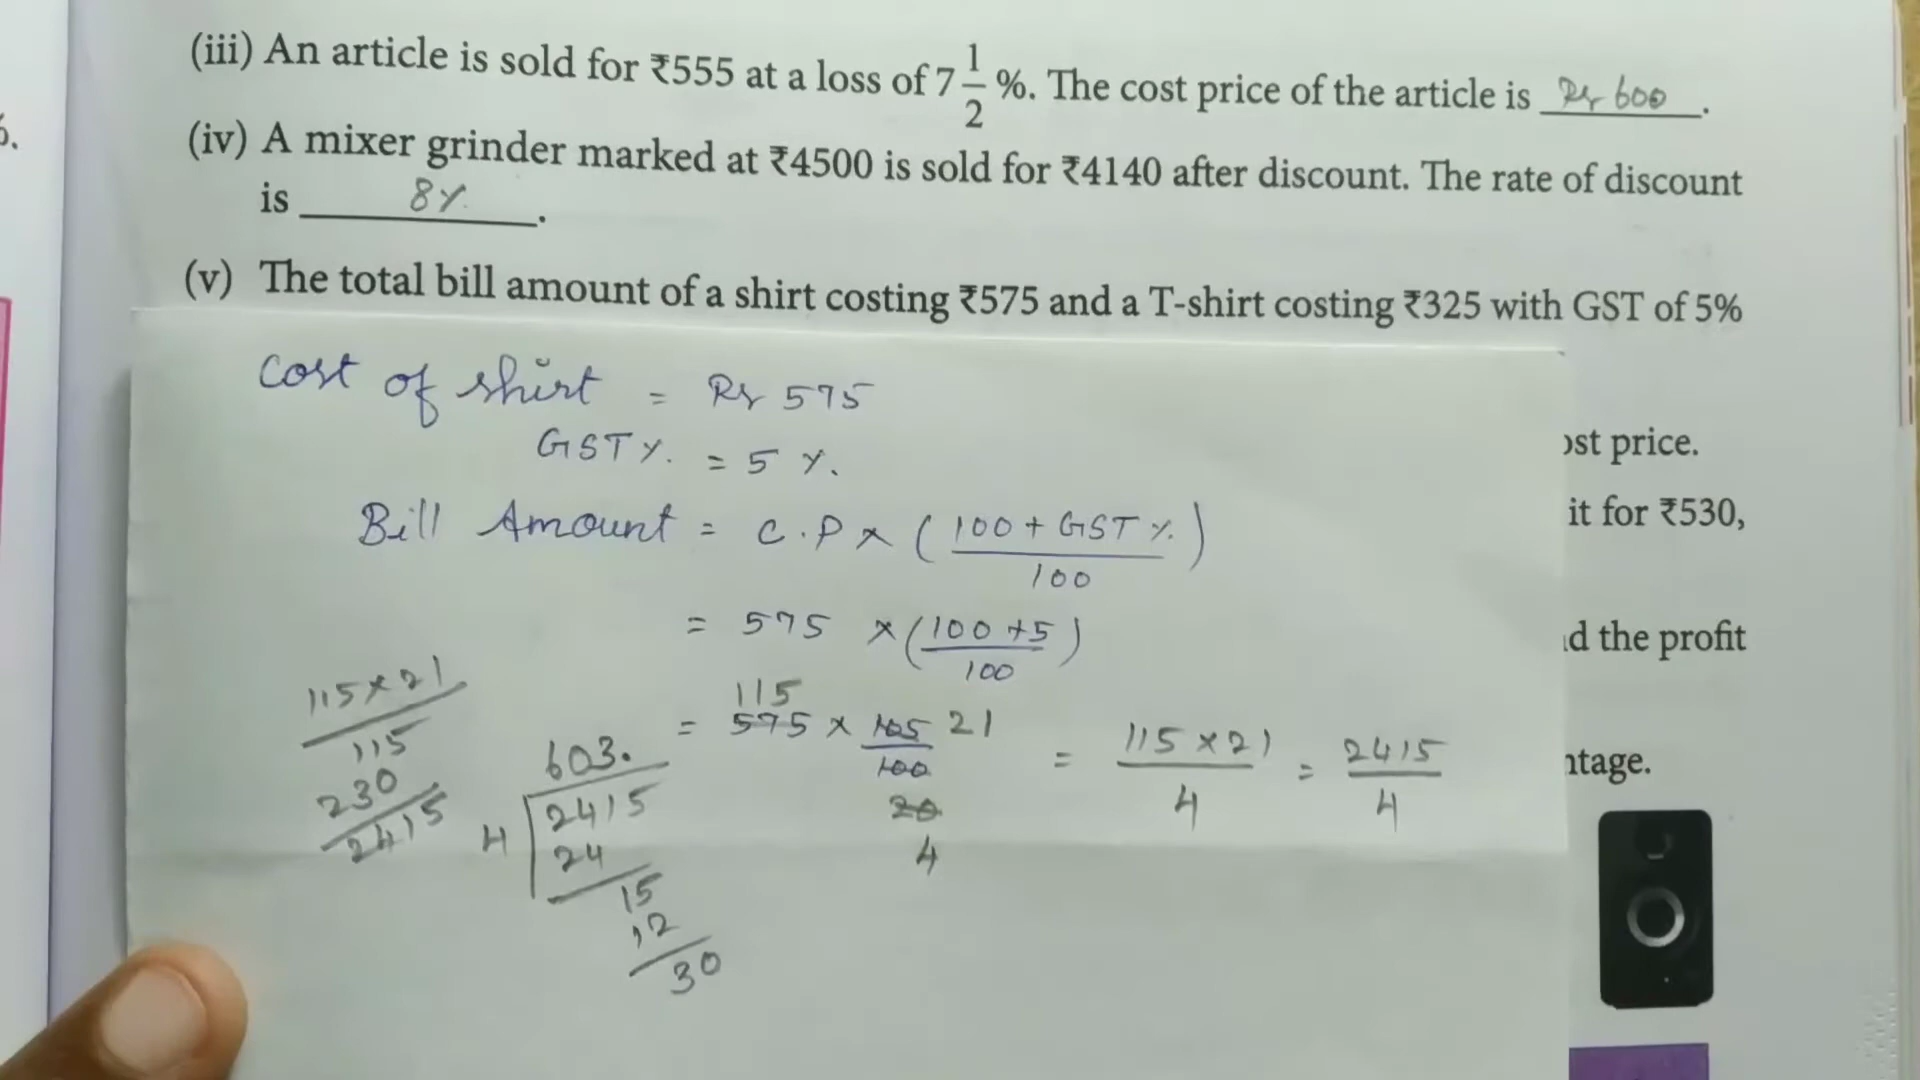 (iii) An article is sold for ₹555 at a loss of 7 1/2 %. The cost price of the article is Rs 600.
(iv) A mixer grinder marked at ₹4500 is sold for ₹4140 after discount. The rate of discount
is 8%.
(v) The total bill amount of a shirt costing ₹575 and a T-shirt costing ₹325 with GST of 5%
Cost of shirt = Rs 575
GST % = 5 %.
ost price.
Bill Amount = C.P × ( 100 + GST % / 100 )
it for ₹530,
= 575 × ( 100 + 5 / 100 )
d the profit
115 × 21
115
230
2415
603.
4 2415
24
15
12
30
115
= 575 × 105 21
100
20
4
= 115 × 21 / 4 = 2415 / 4
ntage.